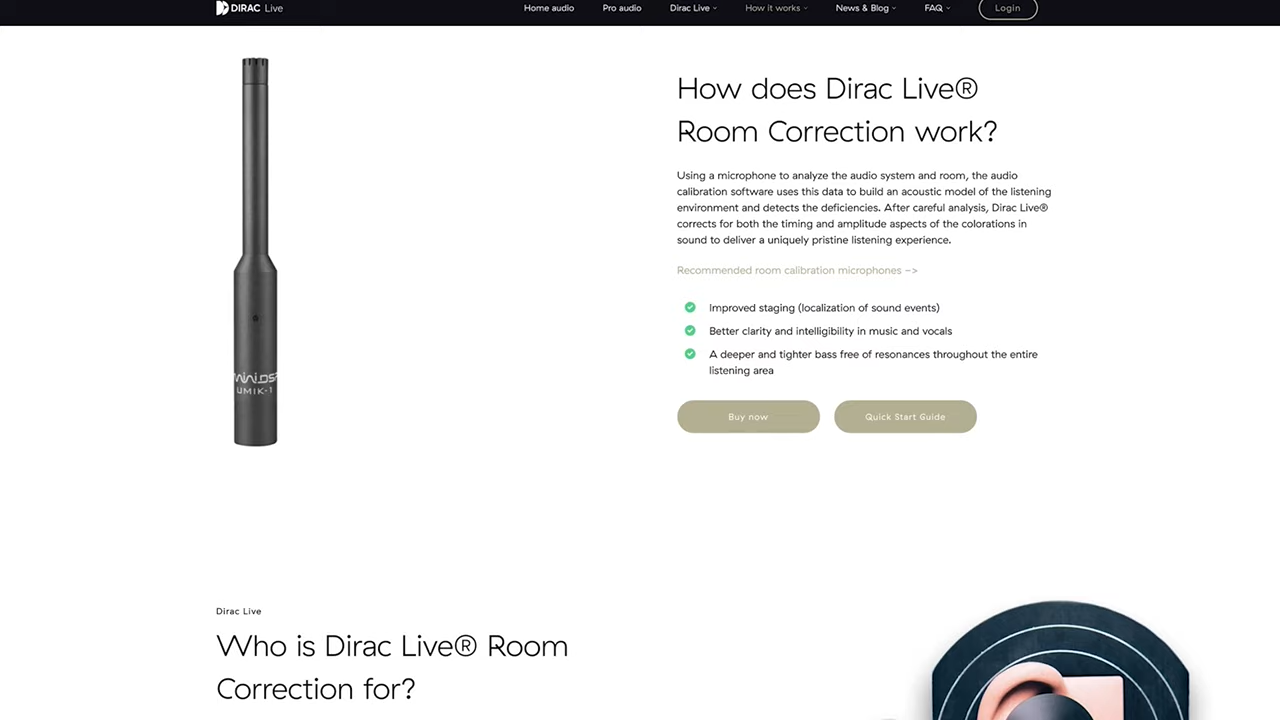 DIRAC Live
Home audio
Pro audio
Dirac Live
How it works
News & Blog
FAQ
Login
How does Dirac Live®
Room Correction work?
Using a microphone to analyze the audio system and room, the audio
calibration software uses this data to build an acoustic model of the listening
environment and detects the deficiencies. After careful analysis, Dirac Live®
corrects for both the timing and amplitude aspects of the colorations in
sound to deliver a uniquely pristine listening experience.
Recommended room calibration microphones ->
Improved staging (localization of sound events)
Better clarity and intelligibility in music and vocals
A deeper and tighter bass free of resonances throughout the entire
listening area
Buy now
Quick Start Guide
miniDSP
UMIK-1
Dirac Live
Who is Dirac Live® Room
Correction for?